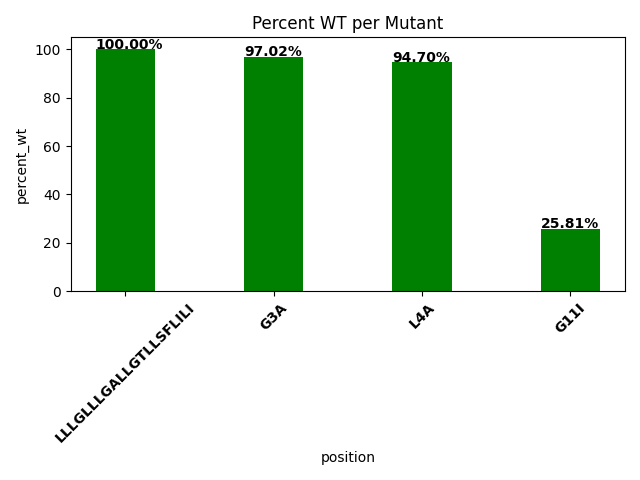 Percent WT per Mutant
percent_wt
100
80
60
40
20
0
100.00%
97.02%
94.70%
25.81%
LLLGLLLGALLGTLLSFLILI
G3A
L4A
G11I
position